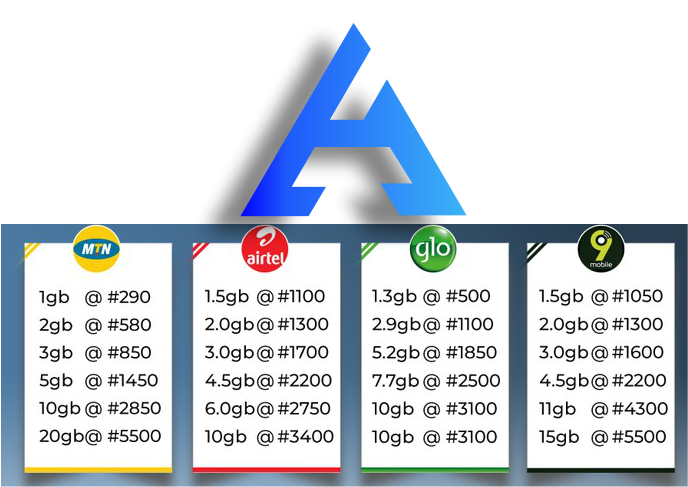 MTN
1gb @ #290
2gb @ #580
3gb @ #850
5gb @ #1450
10gb @ #2850
20gb@ #5500
airtel
1.5gb @ #1100
2.0gb@ #1300
3.0gb@ #1700
4.5gb@ #2200
6.0gb@ #2750
10gb @ #3400
glo
1.3gb @ #500
2.9gb@ #1100
5.2gb @ #1850
7.7gb @ #2500
10gb @ #3100
10gb @ #3100
9
mobile
1.5gb @ #1050
2.0gb@ #1300
3.0gb@ #1600
4.5gb@ #2200
11gb @ #4300
15gb @ #5500